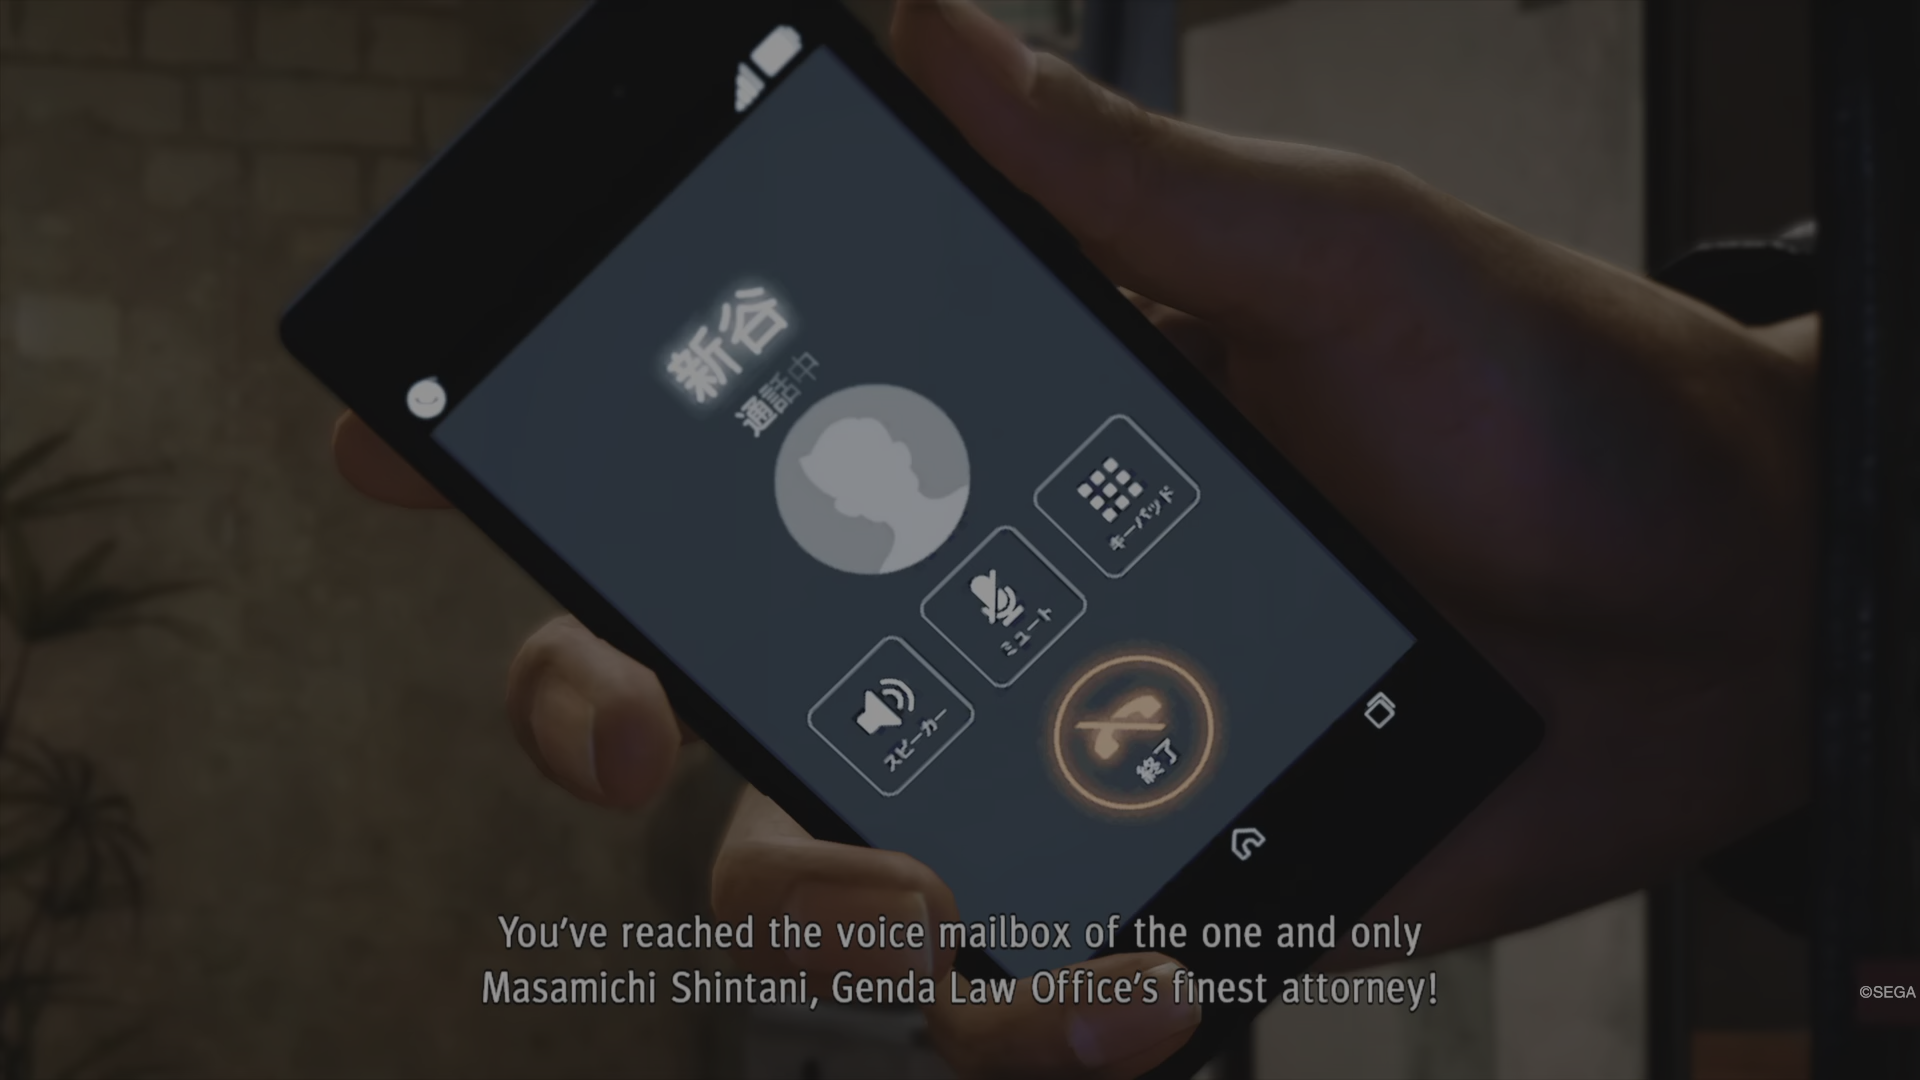 新谷
通話中
キーパッド
ミュート
スピーカー
終了
You've reached the voice mailbox of the one and only
Masamichi Shintani, Genda Law Office's finest attorney!
©SEGA